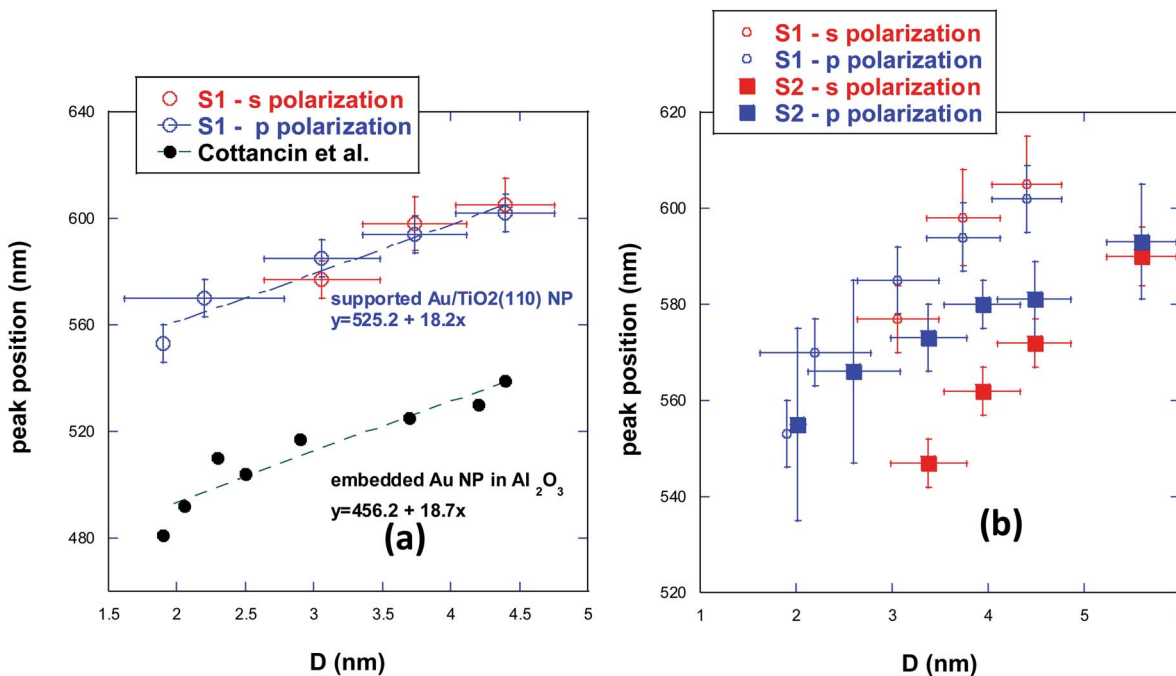 S1 - s polarization
S1 - p polarization
Cottancin et al.
640
600
560
520
480
peak position (nm)
supported Au/TiO2(110) NP
y=525.2 + 18.2x
embedded Au NP in Al2O3
y=456.2 + 18.7x
(a)
1.5 2 2.5 3 3.5 4 4.5 5
D (nm)
S1 - s polarization
S1 - p polarization
S2 - s polarization
S2 - p polarization
620
600
580
560
540
520
peak position (nm)
(b)
1 2 3 4 5
D (nm)